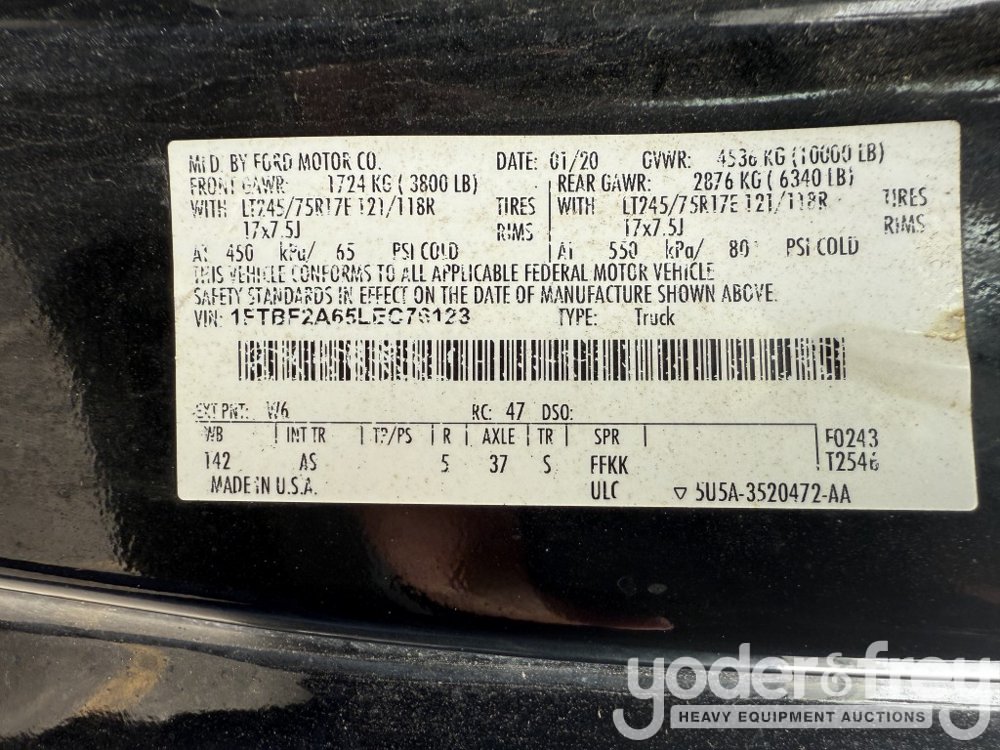 MFD. BY FORD MOTOR CO. DATE: 01/20 GVWR: 4536 KG (10000 LB)
FRONT GAWR: 1724 KG ( 3800 LB) REAR GAWR: 2876 KG ( 6340 LB)
WITH LT245/75R17E 121/118R TIRES WITH LT245/75R17E 121/118R TIRES
17x7.5J RIMS 17x7.5J RIMS
AT 450 kPa/ 65 PSI COLD AT 550 kPa/ 80 PSI COLD
THIS VEHICLE CONFORMS TO ALL APPLICABLE FEDERAL MOTOR VEHICLE
SAFETY STANDARDS IN EFFECT ON THE DATE OF MANUFACTURE SHOWN ABOVE.
VIN: 1FTBF2A65LEC76123 TYPE: Truck
EXT PNT: W6 RC: 47 DSO:
WB INT TR TP/PS R AXLE TR SPR F0243
142 AS 5 37 S FFKK T2546
MADE IN U.S.A. ULC ▽ 5U5A-3520472-AA
yoder&frey
HEAVY EQUIPMENT AUCTIONS